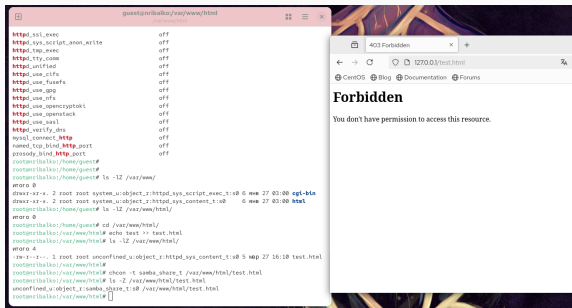 guest@nribalko:/var/www/html
/var/www/html
httpd_ssi_exec off
httpd_sys_script_anon_write off
httpd_tmp_exec off
httpd_tty_comm off
httpd_unified off
httpd_use_cifs off
httpd_use_fusefs off
httpd_use_gpg off
httpd_use_nfs off
httpd_use_opencryptoki off
httpd_use_openstack off
httpd_use_sasl off
httpd_verify_dns off
mysql_connect_http off
named_tcp_bind_http_port off
prosody_bind_http_port off
root@nribalko:/home/guest#
root@nribalko:/home/guest#
root@nribalko:/home/guest# ls -lZ /var/www/
итого 0
drwxr-xr-x. 2 root root system_u:object_r:httpd_sys_script_exec_t:s0 6 янв 27 03:00 cgi-bin
drwxr-xr-x. 2 root root system_u:object_r:httpd_sys_content_t:s0 6 янв 27 03:00 html
root@nribalko:/home/guest# ls -lZ /var/www/html/
итого 0
root@nribalko:/home/guest# cd /var/www/html/
root@nribalko:/var/www/html# echo test >> test.html
root@nribalko:/var/www/html# ls -lZ /var/www/html/
итого 4
-rw-r--r--. 1 root root unconfined_u:object_r:httpd_sys_content_t:s0 5 мар 27 16:10 test.html
root@nribalko:/var/www/html#
root@nribalko:/var/www/html# chcon -t samba_share_t /var/www/html/test.html
root@nribalko:/var/www/html# ls -Z /var/www/html/test.html
unconfined_u:object_r:samba_share_t:s0 /var/www/html/test.html
root@nribalko:/var/www/html#
403 Forbidden
127.0.0.1/test.html
CentOS Blog Documentation Forums
Forbidden
You don't have permission to access this resource.